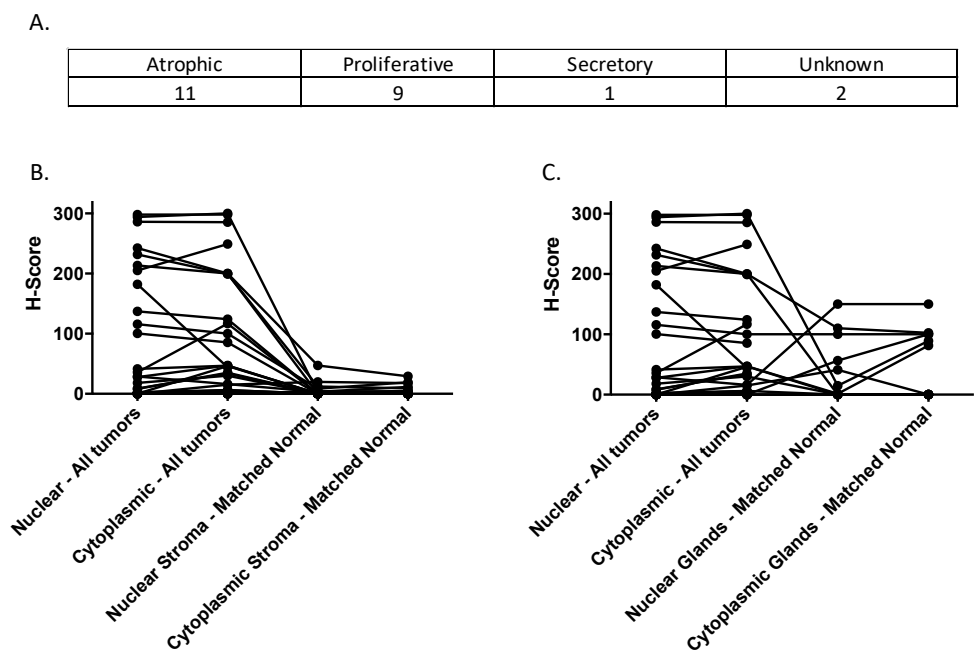 A.
Atrophic Proliferative Secretory Unknown
11 9 1 2
B.
H-Score
300
200
100
0
Nuclear - All tumors
Cytoplasmic - All tumors
Nuclear Stroma - Matched Normal
Cytoplasmic Stroma - Matched Normal
C.
H-Score
300
200
100
0
Nuclear - All tumors
Cytoplasmic - All tumors
Nuclear Glands - Matched Normal
Cytoplasmic Glands - Matched Normal